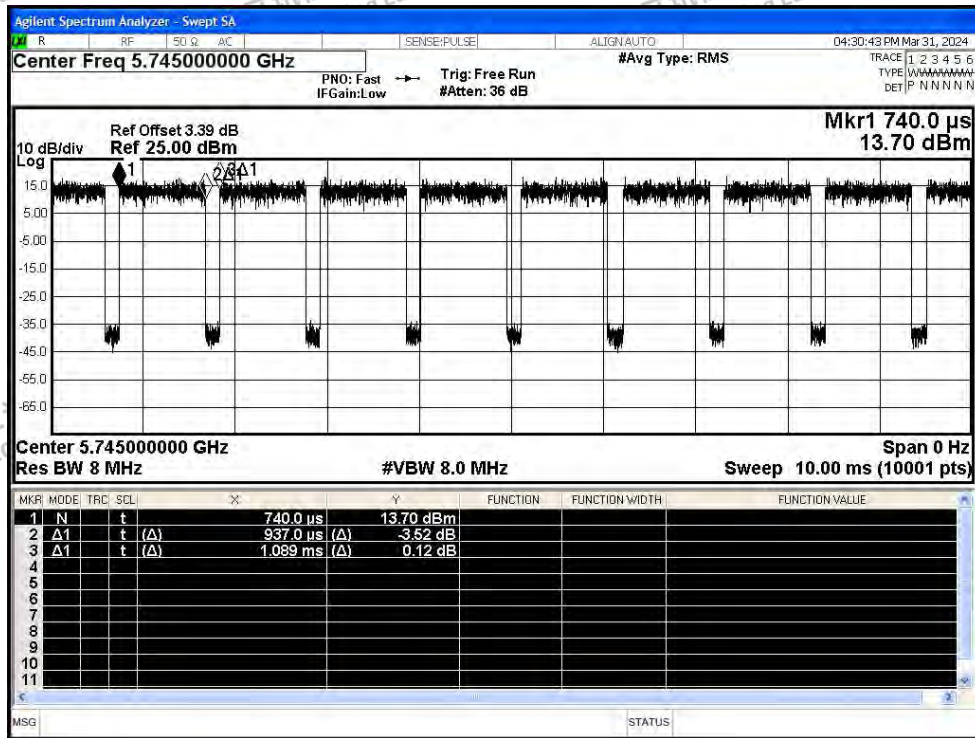 Agilent Spectrum Analyzer - Swept SA
LXI R RF 50 Ω AC SENSE:PULSE ALIGN AUTO 04:30:43 PM Mar 31, 2024
Center Freq 5.745000000 GHz
PNO: Fast
IFGain:Low
Trig: Free Run
#Atten: 36 dB
#Avg Type: RMS
TRACE 1 2 3 4 5 6
TYPE WWWWWW
DET P N N N N N
Mkr1 740.0 µs
13.70 dBm
Ref Offset 3.39 dB
10 dB/div Ref 25.00 dBm
Log
1 2Δ1 3Δ1
15.0
5.00
-5.00
-15.0
-25.0
-35.0
-45.0
-55.0
-65.0
Center 5.745000000 GHz Span 0 Hz
Res BW 8 MHz #VBW 8.0 MHz Sweep 10.00 ms (10001 pts)
MKR MODE TRC SCL X Y FUNCTION FUNCTION WIDTH FUNCTION VALUE
1 N t 740.0 µs 13.70 dBm
2 Δ1 t (Δ) 937.0 µs (Δ) -3.52 dB
3 Δ1 t (Δ) 1.089 ms (Δ) 0.12 dB
4
5
6
7
8
9
10
11
MSG STATUS